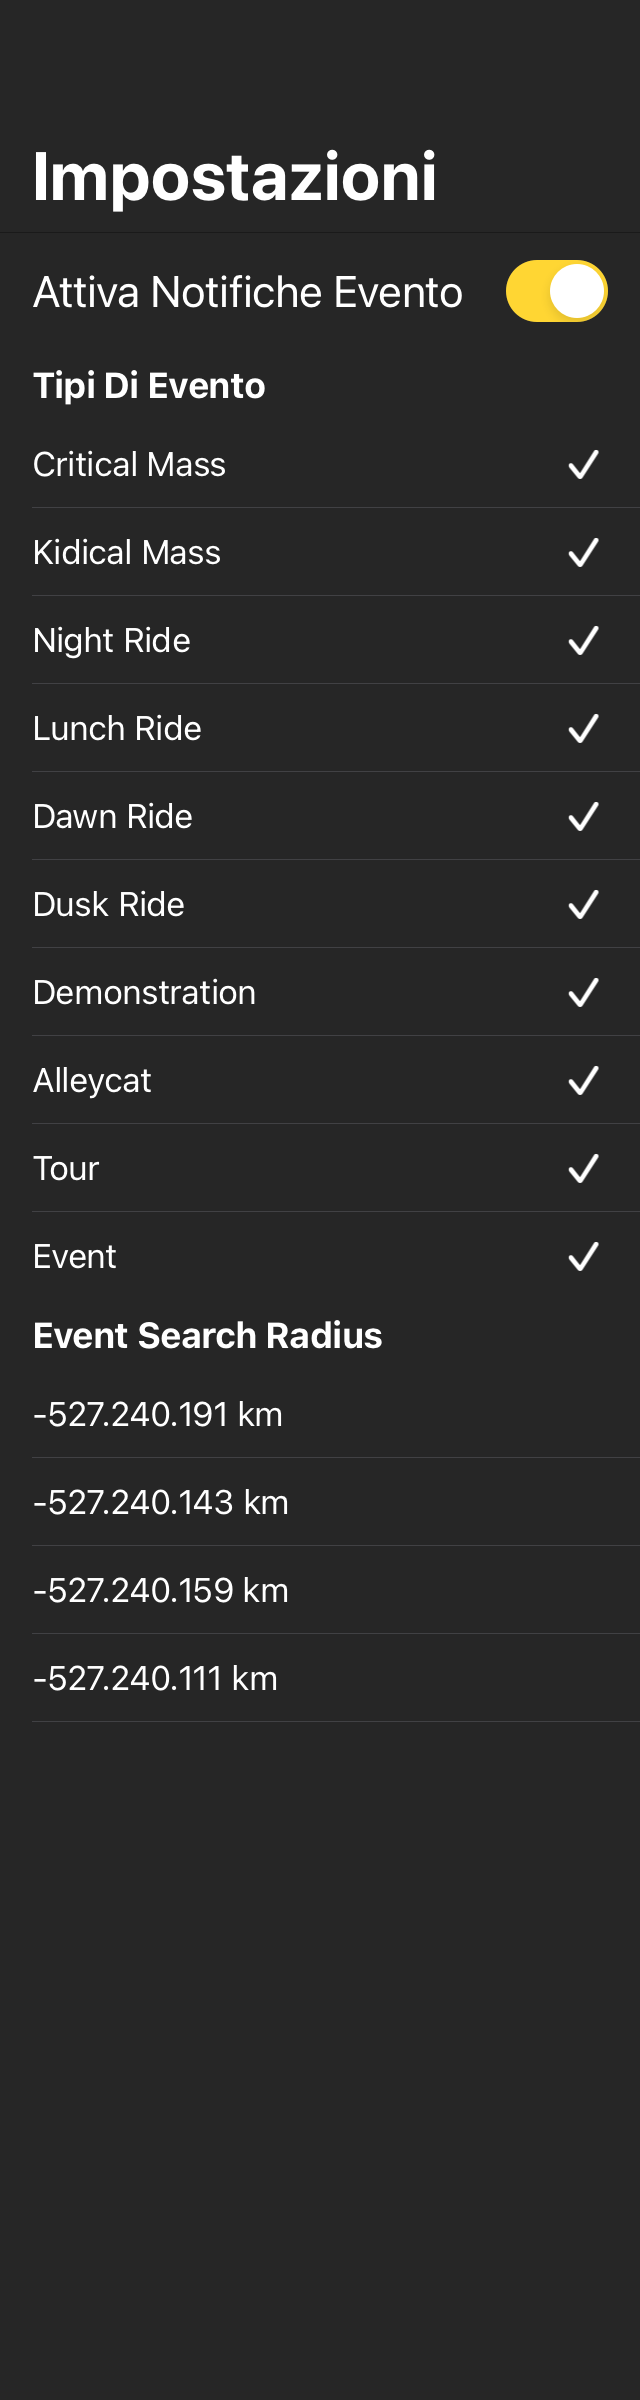 Impostazioni
Attiva Notifiche Evento
Tipi Di Evento
Critical Mass
Kidical Mass
Night Ride
Lunch Ride
Dawn Ride
Dusk Ride
Demonstration
Alleycat
Tour
Event
Event Search Radius
-527.240.191 km
-527.240.143 km
-527.240.159 km
-527.240.111 km